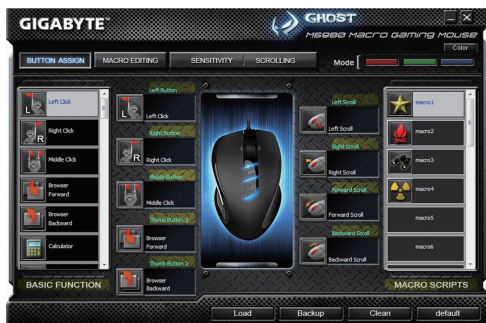 GIGABYTE™
GHOST
M6980 Macro Gaming Mouse
Color
BUTTON ASSIGN
MACRO EDITING
SENSITIVITY
SCROLLING
Mode
L
Left Click
R
Right Click
Middle Click
Browser
Forward
Browser
Backward
Calculator
BASIC FUNCTION
Left Button
L
Left Click
Right Button
R
Right Click
Middle Button
Middle Click
Thumb Button 1
Browser
Forward
Thumb Button 2
Browser
Backward
Left Scroll
Left Scroll
Right Scroll
Right Scroll
Forward Scroll
Forward Scroll
Backward Scroll
Backward Scroll
macro1
macro2
macro3
macro4
macro5
macro6
MACRO SCRIPTS
Load
Backup
Clean
default